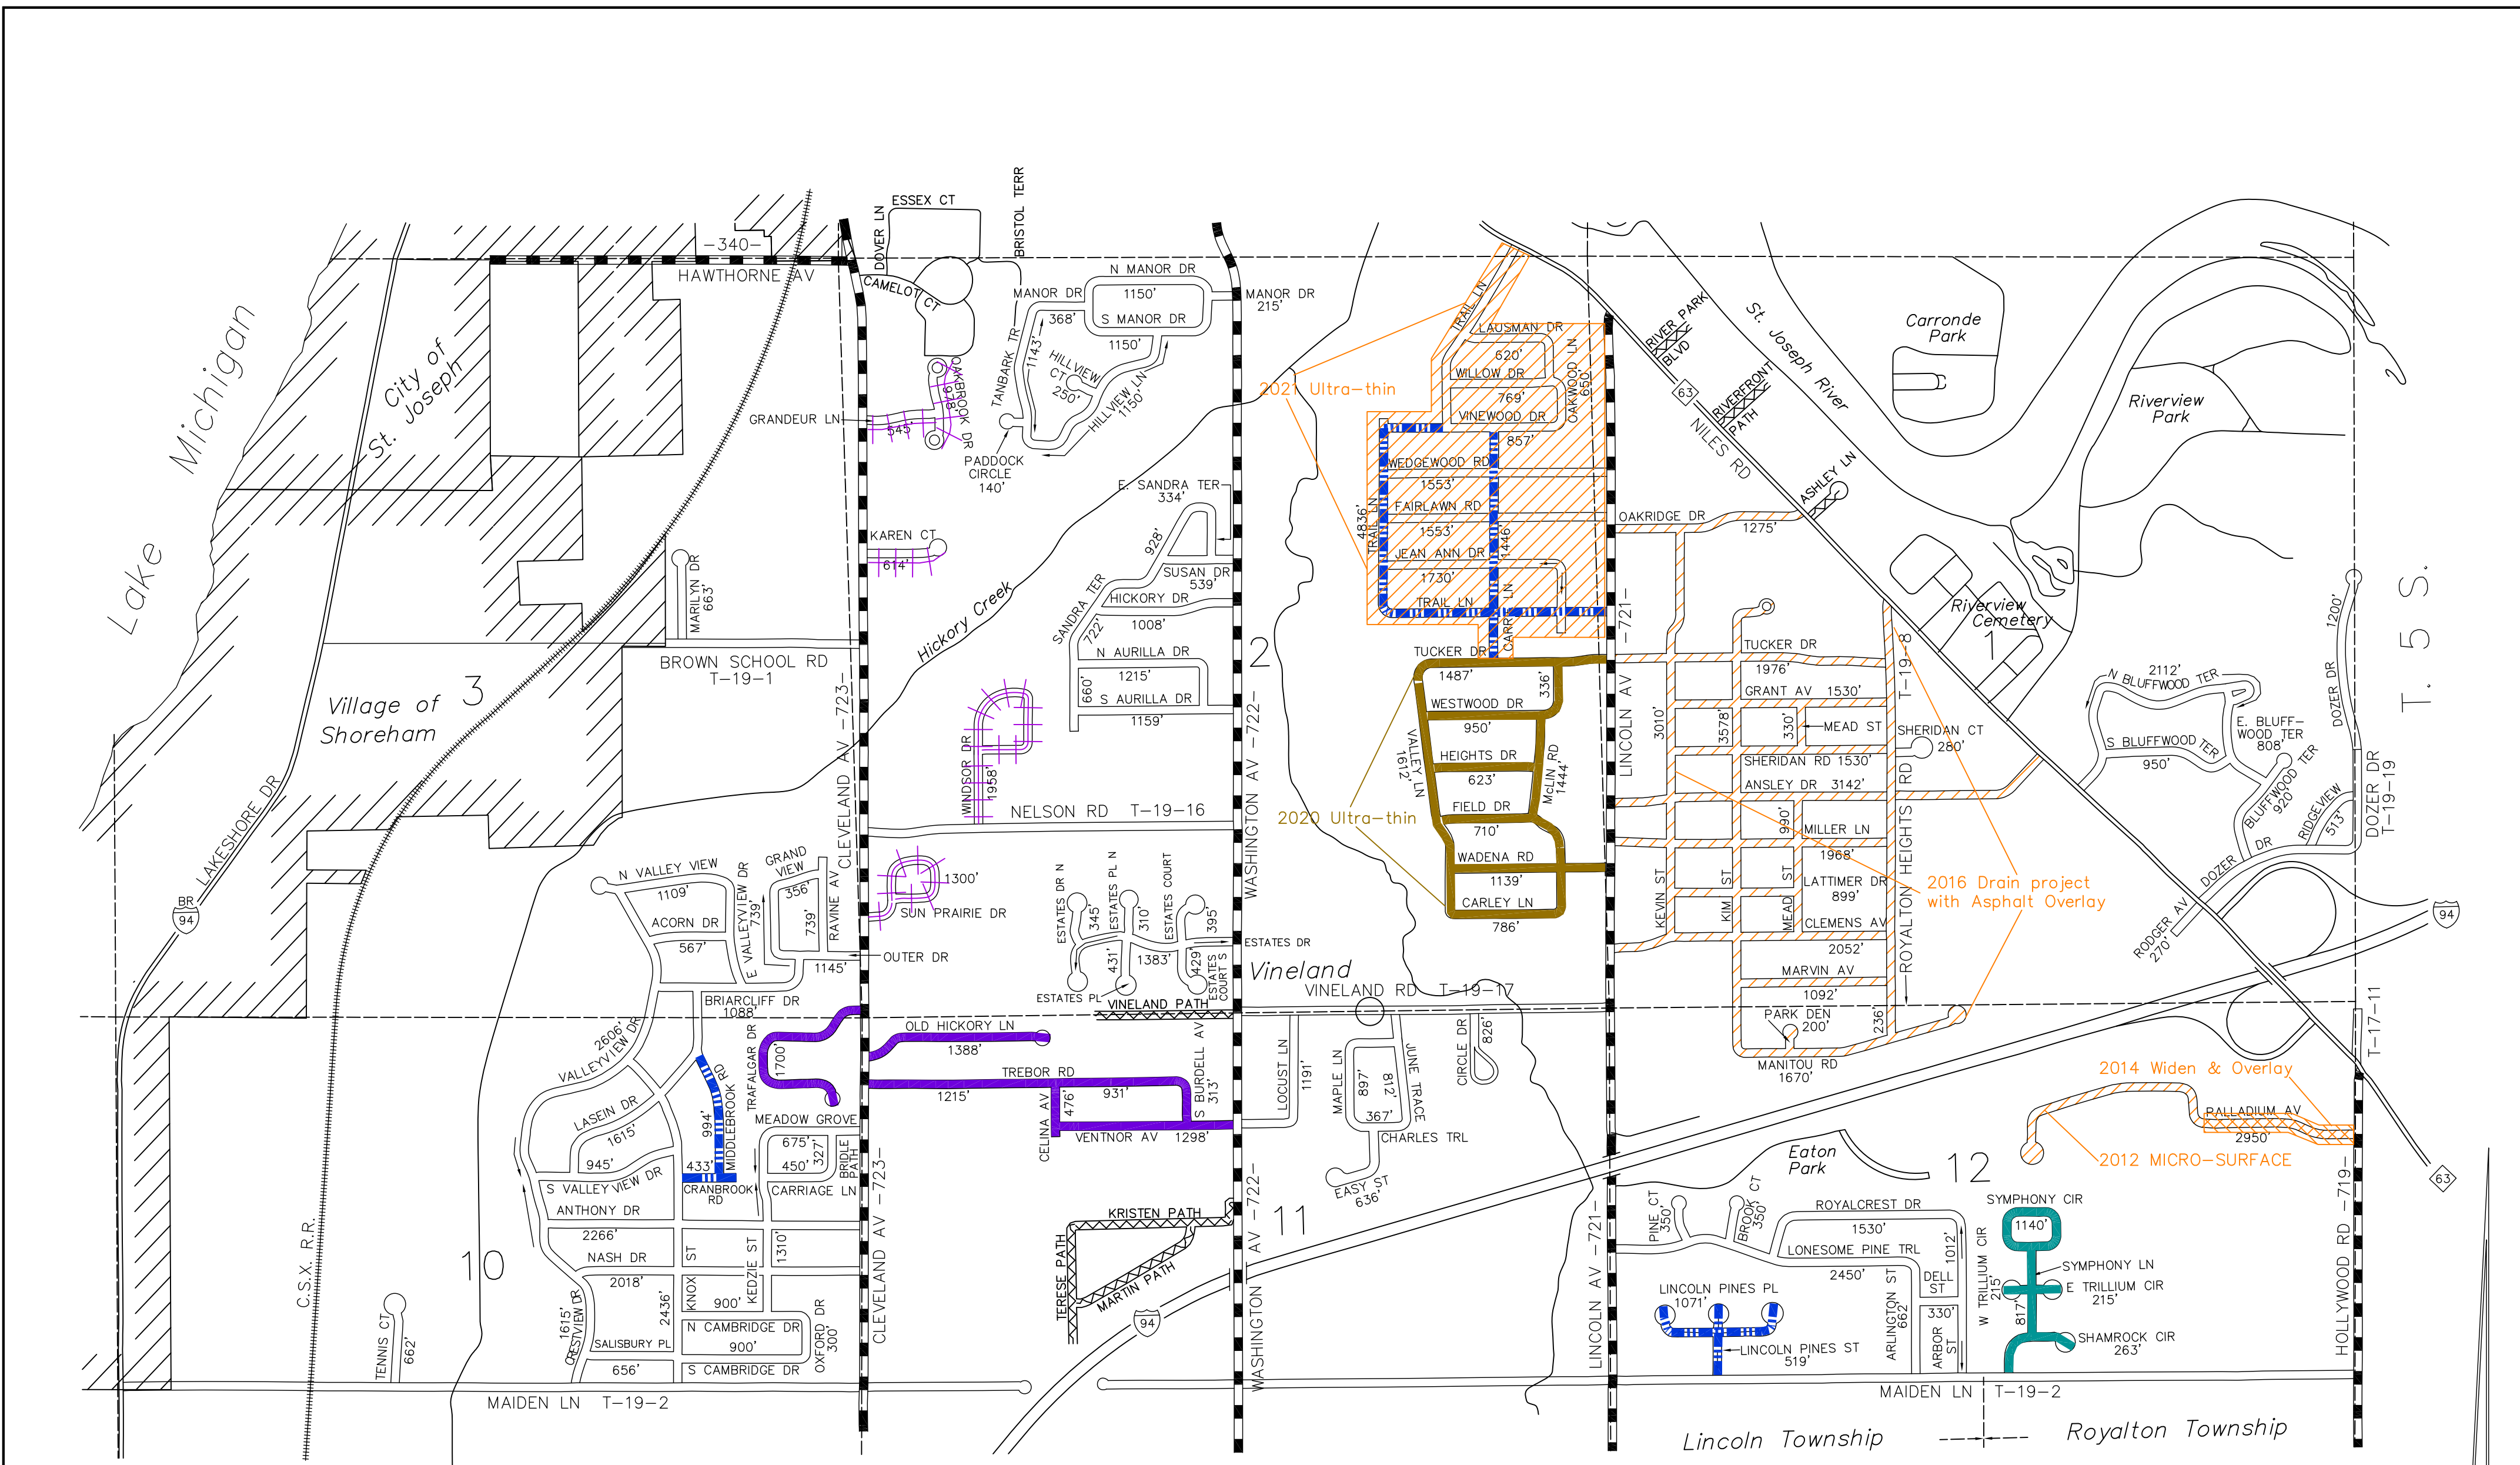 -340-
HAWTHORNE AV
Lake
Michigan
City of
St. Joseph
Village of
Shoreham
3
LAKESHORE DR
BR
94
C.S.X. R.R.
MARILYN DR
663'
BROWN SCHOOL RD
T-19-1
CLEVELAND AV -723-
DOVER LN
ESSEX CT
BRISTOL TERR
CAMELOT CT
GRANDEUR LN
545'
OAKBROOK DR
978'
KAREN CT
614'
N MANOR DR
1150'
MANOR DR
368'
S MANOR DR
1150'
MANOR DR
215'
TANBARK TR
1143'
HILLVIEW
CT
250'
HILLVIEW LN
1150'
PADDOCK
CIRCLE
140'
Hickory Creek
E. SANDRA TER
334'
928'
SANDRA TER
722'
SUSAN DR
539'
HICKORY DR
1008'
N AURILLA DR
1215'
660'
S AURILLA DR
1159'
2
WINDSOR DR
1958'
NELSON RD T-19-16
WASHINGTON AV -722-
1300'
SUN PRAIRIE DR
N VALLEY VIEW
1109'
ACORN DR
567'
E VALLEYVIEW DR
739'
GRAND
VIEW
356'
739'
RAVINE AV
OUTER DR
1145'
BRIARCLIFF DR
1088'
ESTATES DR N
345'
ESTATES PL N
310'
ESTATES COURT
395'
ESTATES DR
431'
1383'
429'
ESTATES
COURT S
ESTATES PL
VINELAND PATH
Vineland
VINELAND RD T-19-17
2021 Ultra-thin
TRAIL LN
LAUSMAN DR
620'
WILLOW DR
769'
VINEWOOD DR
857'
OAKWOOD LN
650'
WEDGEWOOD RD
1553'
FAIRLAWN RD
1553'
JEAN ANN DR
1730'
TRAIL LN
4836'
TRAIL LN
1446'
CARR LN
TUCKER DR
1487'
336'
WESTWOOD DR
950'
HEIGHTS DR
623'
FIELD DR
710'
WADENA RD
1139'
CARLEY LN
786'
VALLEY LN
1612'
McLIN RD
1444'
2020 Ultra-thin
-721-
LINCOLN AV
RIVER PARK
BLVD
RIVERFRONT
PATH
63
NILES RD
St. Joseph River
Carronde
Park
Riverview
Park
Riverview
Cemetery
1
ASHLEY LN
OAKRIDGE DR
1275'
TUCKER DR
1976'
GRANT AV 1530'
330'
MEAD ST
SHERIDAN CT
280'
SHERIDAN RD 1530'
ANSLEY DR 3142'
990'
MILLER LN
1968'
LATTIMER DR
899'
CLEMENS AV
2052'
MARVIN AV
1092'
PARK DEN
200'
MANITOU RD
1670'
236'
3010'
KEVIN ST
3578'
KIM ST
MEAD ST
ROYALTON HEIGHTS RD T-19-8
2016 Drain project
with Asphalt Overlay
N BLUFFWOOD TER
2112'
S BLUFFWOOD TER
950'
E. BLUFF-
WOOD TER
808'
BLUFFWOOD TER
920'
RIDGEVIEW
513'
DOZER DR
1200'
DOZER DR
T-19-19
T. 5 S.
DOZER DR
RODGER AV
270'
94
T-17-11
VALLEYVIEW DR
2606'
LASEIN DR
1615'
945'
S VALLEY VIEW DR
MIDDLEBROOK RD
994'
433'
CRANBROOK
RD
TRAFALGAR DR
1700'
MEADOW GROVE
675'
327'
450'
BRIDLE
PATH
CARRIAGE LN
ANTHONY DR
2266'
NASH DR
2018'
KNOX ST
2436'
KEDZIE ST
1310'
900'
N CAMBRIDGE DR
900'
S CAMBRIDGE DR
OXFORD DR
300'
SALISBURY PL
656'
CRESTVIEW DR
1615'
10
TENNIS CT
662'
MAIDEN LN T-19-2
CLEVELAND AV -723-
OLD HICKORY LN
1388'
TREBOR RD
1215'
931'
CELINA AV
476'
S BURDELL AV
313'
VENTNOR AV
1298'
KRISTEN PATH
TERESE PATH
MARTIN PATH
94
WASHINGTON AV -722-
11
LOCUST LN
1191'
MAPLE LN
897'
812'
JUNE TRACE
367'
CHARLES TRL
EASY ST
636'
CIRCLE DR
826'
LINCOLN AV -721-
Eaton
Park
12
2014 Widen & Overlay
PALLADIUM AV
2950'
2012 MICRO-SURFACE
63
PINE CT
350'
BROOK CT
350'
ROYALCREST DR
1530'
LONESOME PINE TRL
2450'
1012'
DELL
ST
330'
ARBOR
ST
ARLINGTON ST
662'
LINCOLN PINES PL
1071'
LINCOLN PINES ST
519'
SYMPHONY CIR
1140'
SYMPHONY LN
W TRILLIUM CIR
215'
E TRILLIUM CIR
215'
817'
SHAMROCK CIR
263'
HOLLYWOOD RD -719-
MAIDEN LN T-19-2
Lincoln Township
Royalton Township